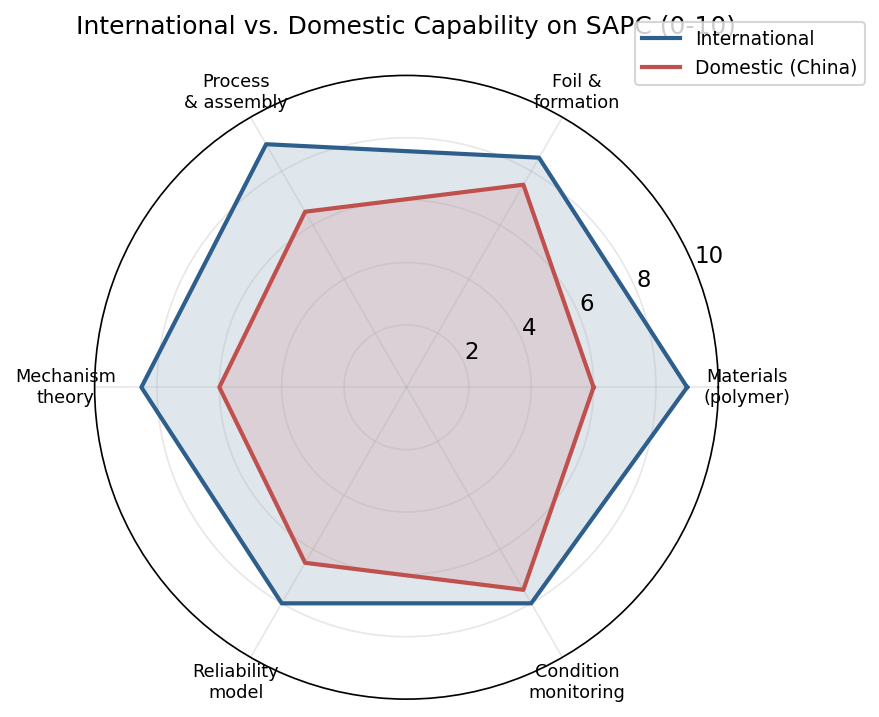 International vs. Domestic Capability on SAPC (0-10)
International
Domestic (China)
Process
& assembly
Foil &
formation
10
8
6
4
2
Mechanism
theory
Materials
(polymer)
Reliability
model
Condition
monitoring